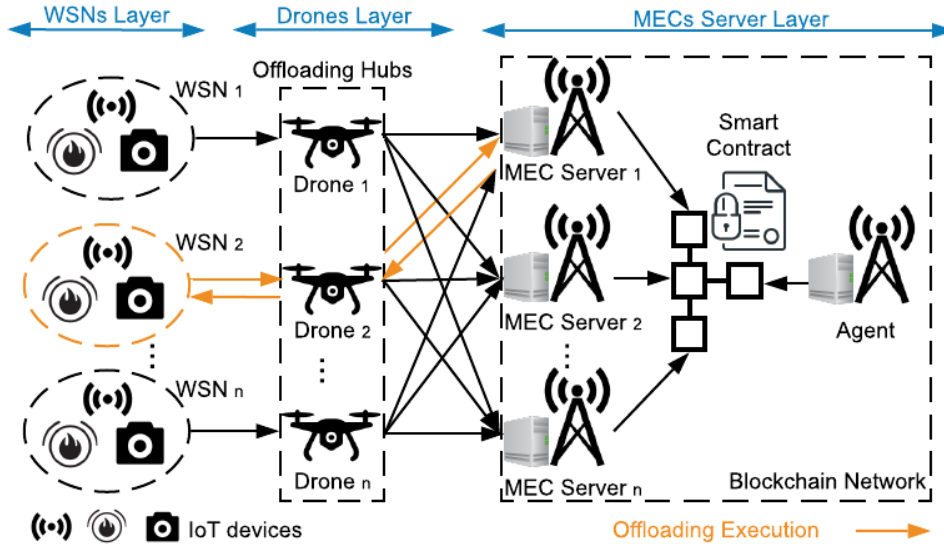 WSNs Layer
Drones Layer
MECs Server Layer
Offloading Hubs
WSN 1
Drone 1
MEC Server 1
Smart
Contract
WSN 2
Drone 2
MEC Server 2
Agent
WSN n
Drone n
MEC Server n
Blockchain Network
IoT devices
Offloading Execution